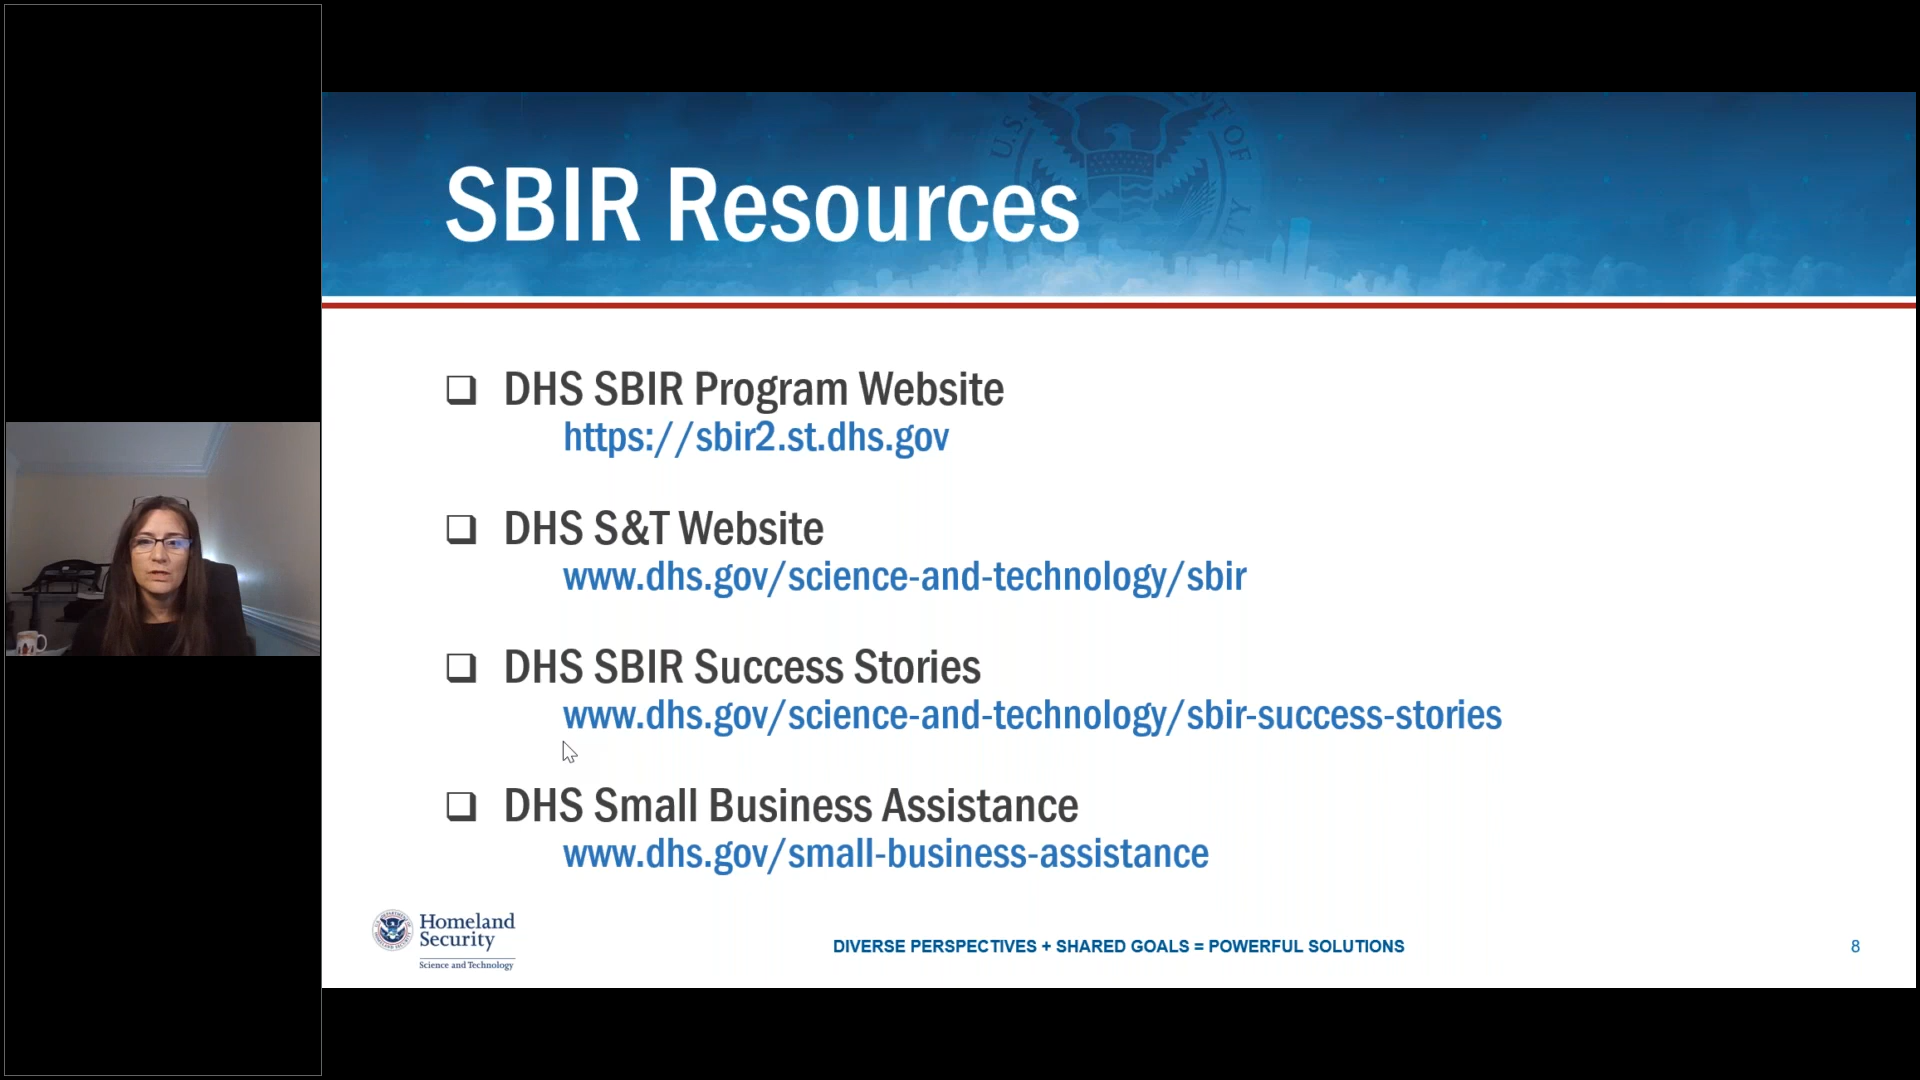 SBIR Resources
DHS SBIR Program Website
https://sbir2.st.dhs.gov
DHS S&T Website
www.dhs.gov/science-and-technology/sbir
DHS SBIR Success Stories
www.dhs.gov/science-and-technology/sbir-success-stories
DHS Small Business Assistance
www.dhs.gov/small-business-assistance
Homeland
Security
Science and Technology
DIVERSE PERSPECTIVES + SHARED GOALS = POWERFUL SOLUTIONS
8